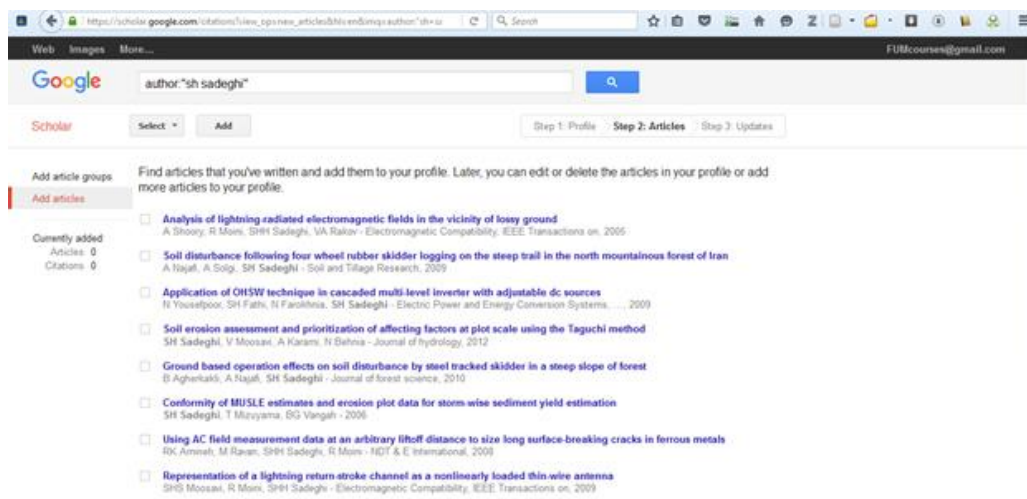 https://scholar.google.com/citations?view_op=new_articles&hl=en&imq=author:"sh+
Search
Web Images More...
FUMcourses@gmail.com
Google
author:"sh sadeghi"
Scholar
Select
Add
Step 1: Profile
Step 2: Articles
Step 3: Updates
Add article groups
Add articles
Currently added
Articles: 0
Citations: 0
Find articles that you've written and add them to your profile. Later, you can edit or delete the articles in your profile or add
more articles to your profile.
Analysis of lightning-radiated electromagnetic fields in the vicinity of lossy ground
A Shoory, R Moini, SHH Sadeghi, VA Rakov - Electromagnetic Compatibility, IEEE Transactions on, 2005
Soil disturbance following four wheel rubber skidder logging on the steep trail in the north mountainous forest of Iran
A Najafi, A Solgi, SH Sadeghi - Soil and Tillage Research, 2009
Application of OHSW technique in cascaded multi-level inverter with adjustable dc sources
N Yousefpoor, SH Fathi, N Farokhnia, SH Sadeghi - Electric Power and Energy Conversion Systems, ..., 2009
Soil erosion assessment and prioritization of affecting factors at plot scale using the Taguchi method
SH Sadeghi, V Moosavi, A Karami, N Behnia - Journal of hydrology, 2012
Ground based operation effects on soil disturbance by steel tracked skidder in a steep slope of forest
B Agherkakli, A Najafi, SH Sadeghi - Journal of forest science, 2010
Conformity of MUSLE estimates and erosion plot data for storm-wise sediment yield estimation
SH Sadeghi, T Mizuyama, BG Vangah - 2006
Using AC field measurement data at an arbitrary liftoff distance to size long surface-breaking cracks in ferrous metals
RK Amineh, M Ravan, SHH Sadeghi, R Moini - NDT & E International, 2008
Representation of a lightning return-stroke channel as a nonlinearly loaded thin-wire antenna
SHS Moosavi, R Moini, SHH Sadeghi - Electromagnetic Compatibility, IEEE Transactions on, 2009